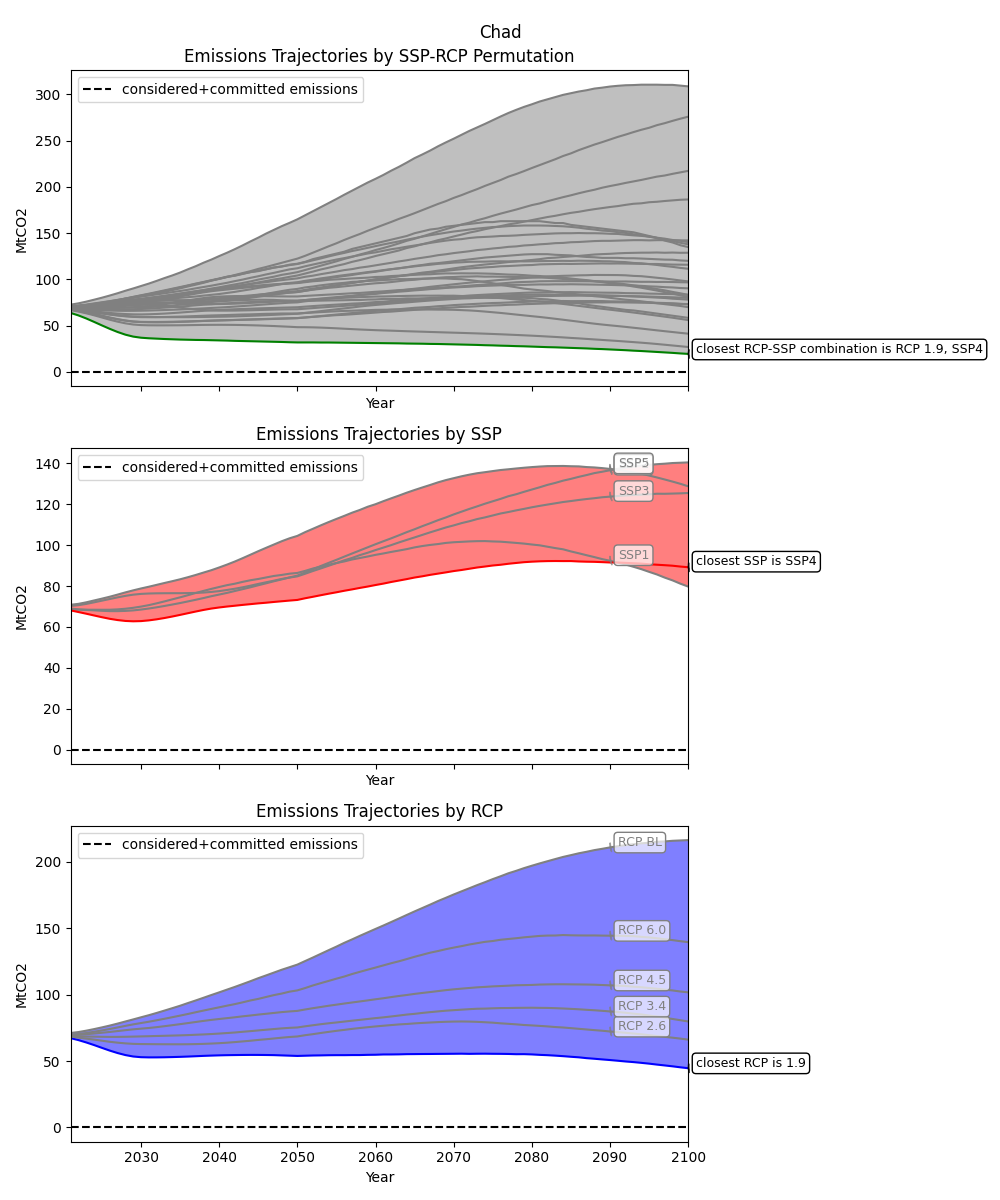 Chad
Emissions Trajectories by SSP-RCP Permutation
considered+committed emissions
300
250
200
150
100
50
0
MtCO2
closest RCP-SSP combination is RCP 1.9, SSP4
Year
Emissions Trajectories by SSP
considered+committed emissions
140
120
100
80
60
40
20
0
MtCO2
SSP5
SSP3
SSP1
closest SSP is SSP4
Year
Emissions Trajectories by RCP
considered+committed emissions
200
150
100
50
0
MtCO2
RCP BL
RCP 6.0
RCP 4.5
RCP 3.4
RCP 2.6
closest RCP is 1.9
2030 2040 2050 2060 2070 2080 2090 2100
Year